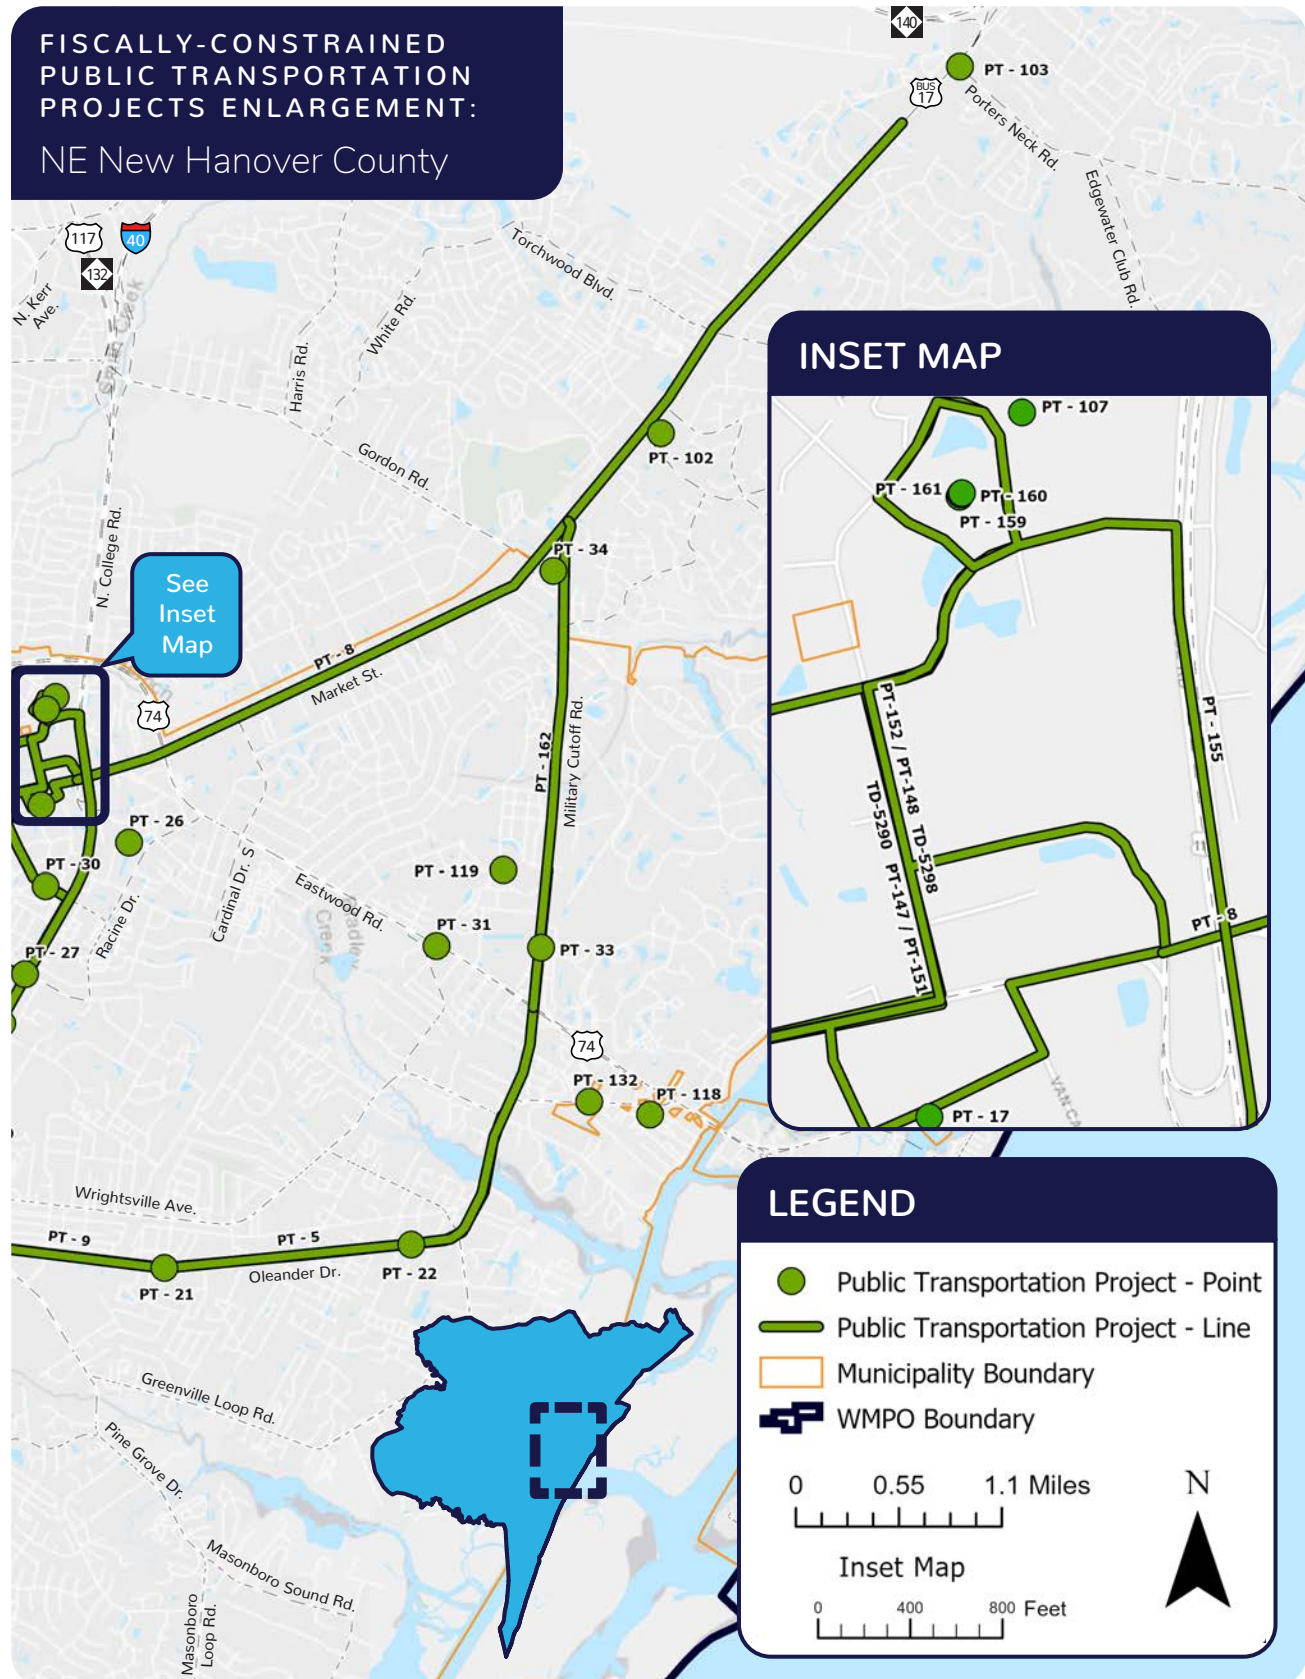 FISCALLY-CONSTRAINED
PUBLIC TRANSPORTATION
PROJECTS ENLARGEMENT:
NE New Hanover County
140
PT - 103
BUS
17
Porters Neck Rd.
Edgewater Club Rd.
117
40
132
N. Kerr
Ave.
Torchwood Blvd.
White Rd.
Harris Rd.
Gordon Rd.
N. College Rd.
PT - 102
PT - 34
See
Inset
Map
PT - 8
Market St.
74
PT - 162
Military Cutoff Rd.
PT - 26
PT - 30
PT - 119
Racine Dr.
Cardinal Dr. S
Eastwood Rd.
Creek
PT - 31
PT - 33
PT - 27
74
PT - 132
PT - 118
Wrightsville Ave.
PT - 9
PT - 5
Oleander Dr.
PT - 22
PT - 21
Greenville Loop Rd.
Pine Grove Dr.
Masonboro Sound Rd.
Masonboro
Loop Rd.
INSET MAP
PT - 107
PT - 161
PT - 160
PT - 159
PT-152 / PT-148 TD-5298
TD-5290 PT-147 / PT-151
PT - 155
11
PT - 8
VAN CA
PT - 17
LEGEND
Public Transportation Project - Point
Public Transportation Project - Line
Municipality Boundary
WMPO Boundary
0 0.55 1.1 Miles
N
Inset Map
0 400 800 Feet